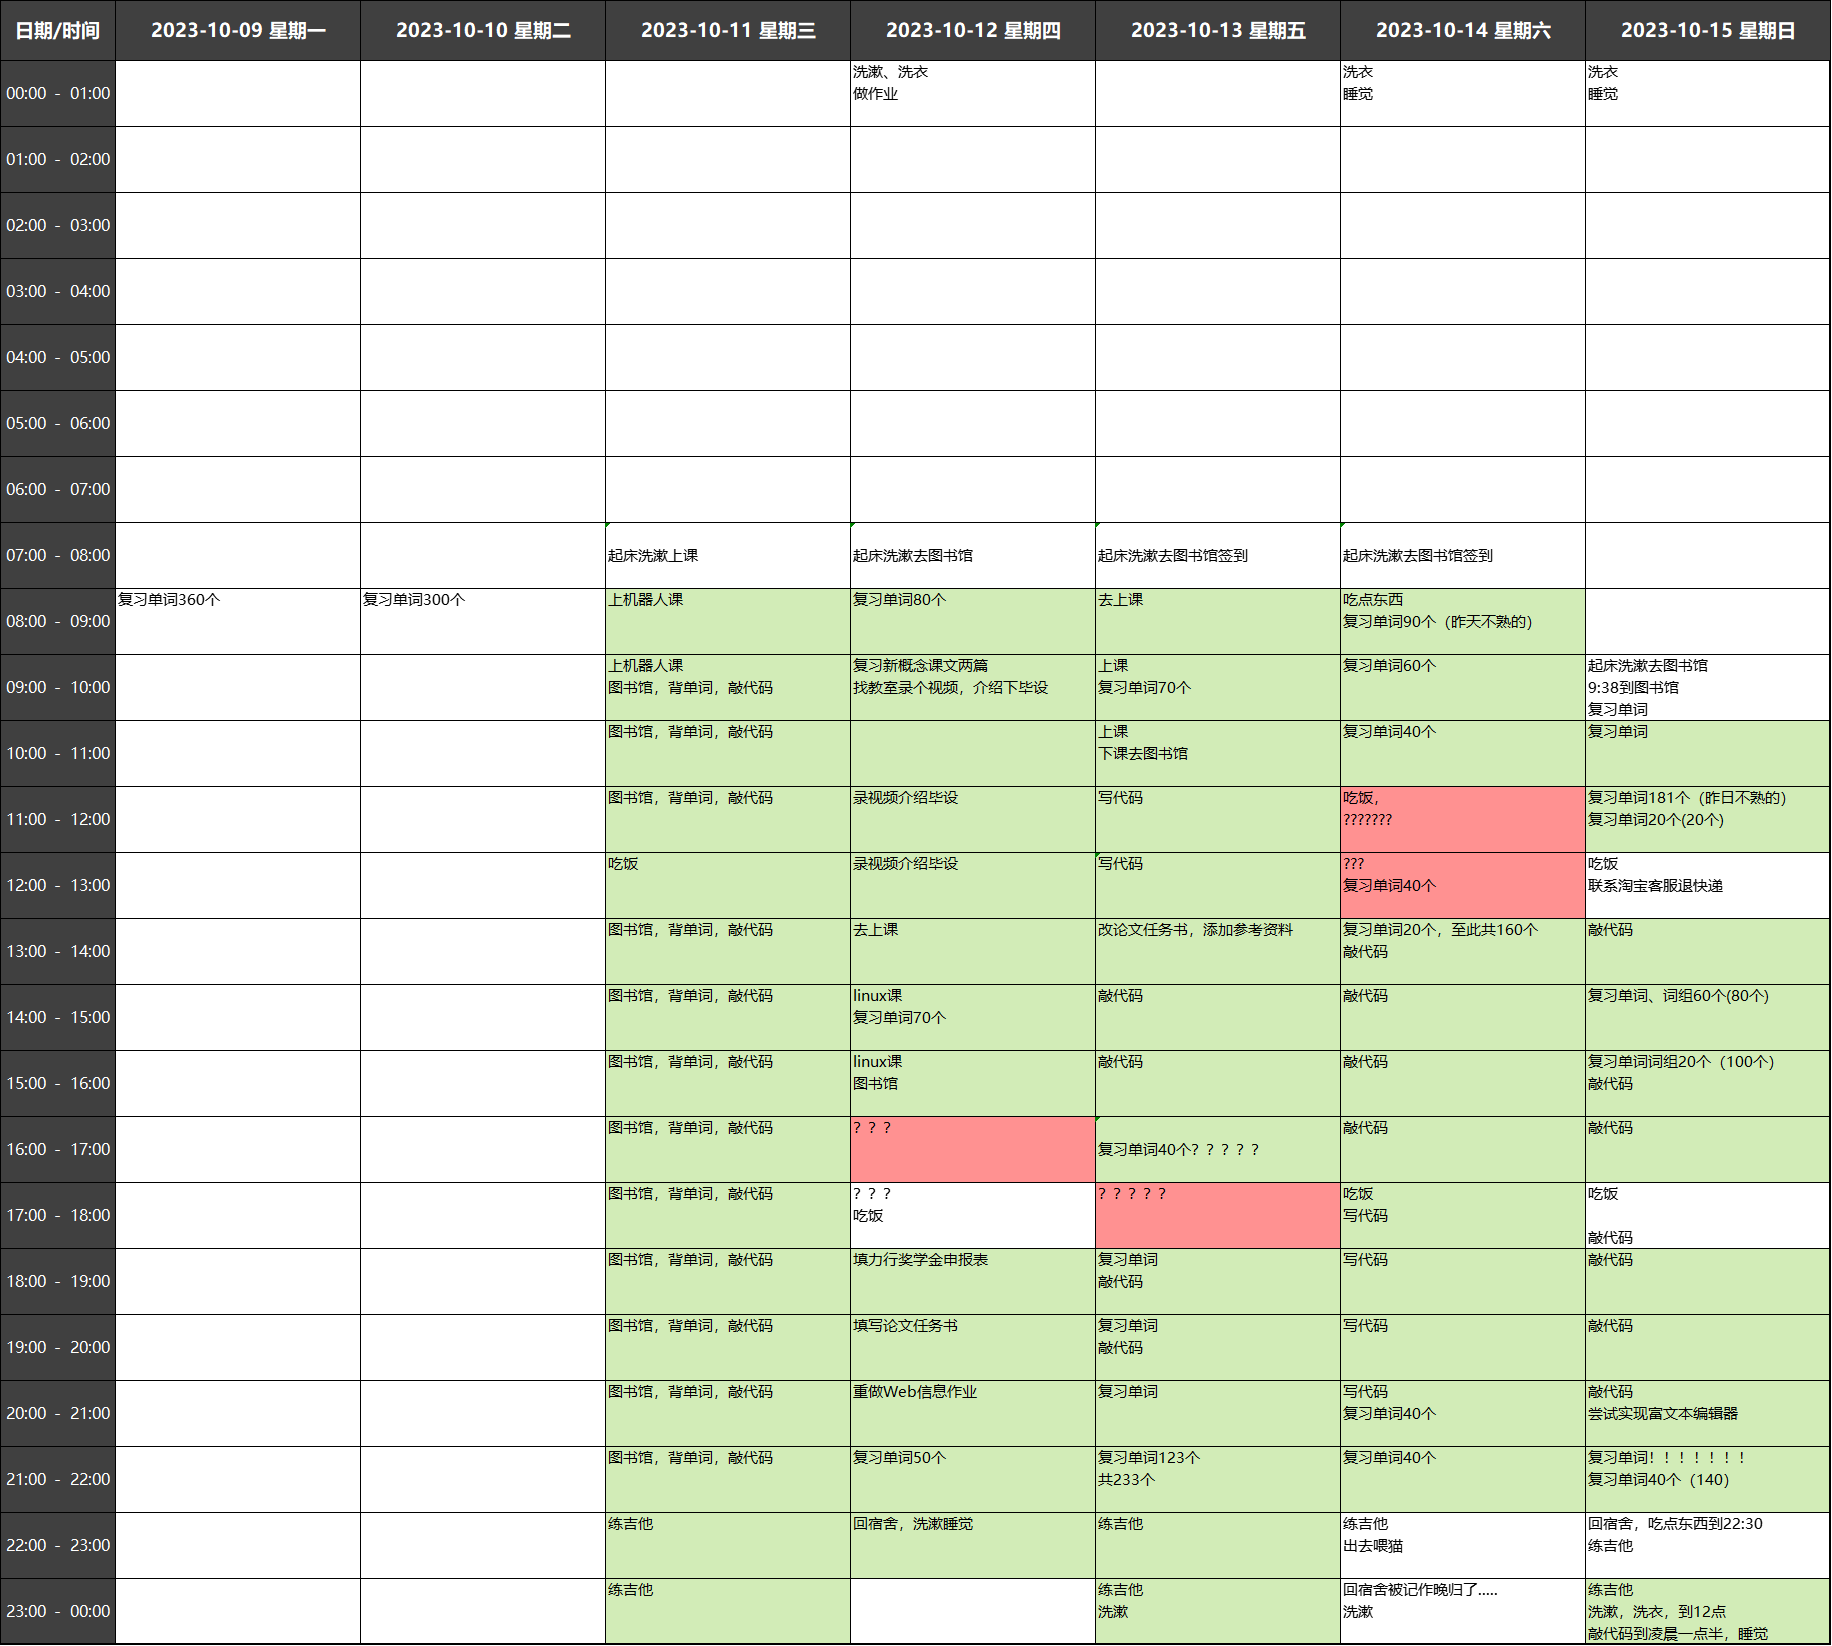 日期/时间 2023-10-09 星期一 2023-10-10 星期二 2023-10-11 星期三 2023-10-12 星期四 2023-10-13 星期五 2023-10-14 星期六 2023-10-15 星期日
00:00 - 01:00
洗漱、洗衣
做作业
洗衣
睡觉
洗衣
睡觉
01:00 - 02:00
02:00 - 03:00
03:00 - 04:00
04:00 - 05:00
05:00 - 06:00
06:00 - 07:00
07:00 - 08:00
起床洗漱上课
起床洗漱去图书馆
起床洗漱去图书馆签到
起床洗漱去图书馆签到
08:00 - 09:00
复习单词360个
复习单词300个
上机器人课
复习单词80个
去上课
吃点东西
复习单词90个（昨天不熟的）
09:00 - 10:00
上机器人课
图书馆，背单词，敲代码
复习新概念课文两篇
找教室录个视频，介绍下毕设
上课
复习单词70个
复习单词60个
起床洗漱去图书馆
9:38到图书馆
复习单词
10:00 - 11:00
图书馆，背单词，敲代码
上课
下课去图书馆
复习单词40个
复习单词
11:00 - 12:00
图书馆，背单词，敲代码
录视频介绍毕设
写代码
吃饭，
???????
复习单词181个（昨日不熟的）
复习单词20个(20个)
12:00 - 13:00
吃饭
录视频介绍毕设
写代码
???
复习单词40个
吃饭
联系淘宝客服退快递
13:00 - 14:00
图书馆，背单词，敲代码
去上课
改论文任务书，添加参考资料
复习单词20个，至此共160个
敲代码
敲代码
14:00 - 15:00
图书馆，背单词，敲代码
linux课
复习单词70个
敲代码
敲代码
复习单词、词组60个(80个)
15:00 - 16:00
图书馆，背单词，敲代码
linux课
图书馆
敲代码
敲代码
复习单词词组20个（100个）
敲代码
16:00 - 17:00
图书馆，背单词，敲代码
？？？
复习单词40个？？？？？
敲代码
敲代码
17:00 - 18:00
图书馆，背单词，敲代码
？？？
吃饭
？？？？？
吃饭
写代码
吃饭
敲代码
18:00 - 19:00
图书馆，背单词，敲代码
填力行奖学金申报表
复习单词
敲代码
写代码
敲代码
19:00 - 20:00
图书馆，背单词，敲代码
填写论文任务书
复习单词
敲代码
写代码
敲代码
20:00 - 21:00
图书馆，背单词，敲代码
重做Web信息作业
复习单词
写代码
复习单词40个
敲代码
尝试实现富文本编辑器
21:00 - 22:00
图书馆，背单词，敲代码
复习单词50个
复习单词123个
共233个
复习单词40个
复习单词！！！！！！！
复习单词40个（140）
22:00 - 23:00
练吉他
回宿舍，洗漱睡觉
练吉他
练吉他
出去喂猫
回宿舍，吃点东西到22:30
练吉他
23:00 - 00:00
练吉他
练吉他
洗漱
回宿舍被记作晚归了.....
洗漱
练吉他
洗漱，洗衣，到12点
敲代码到凌晨一点半，睡觉